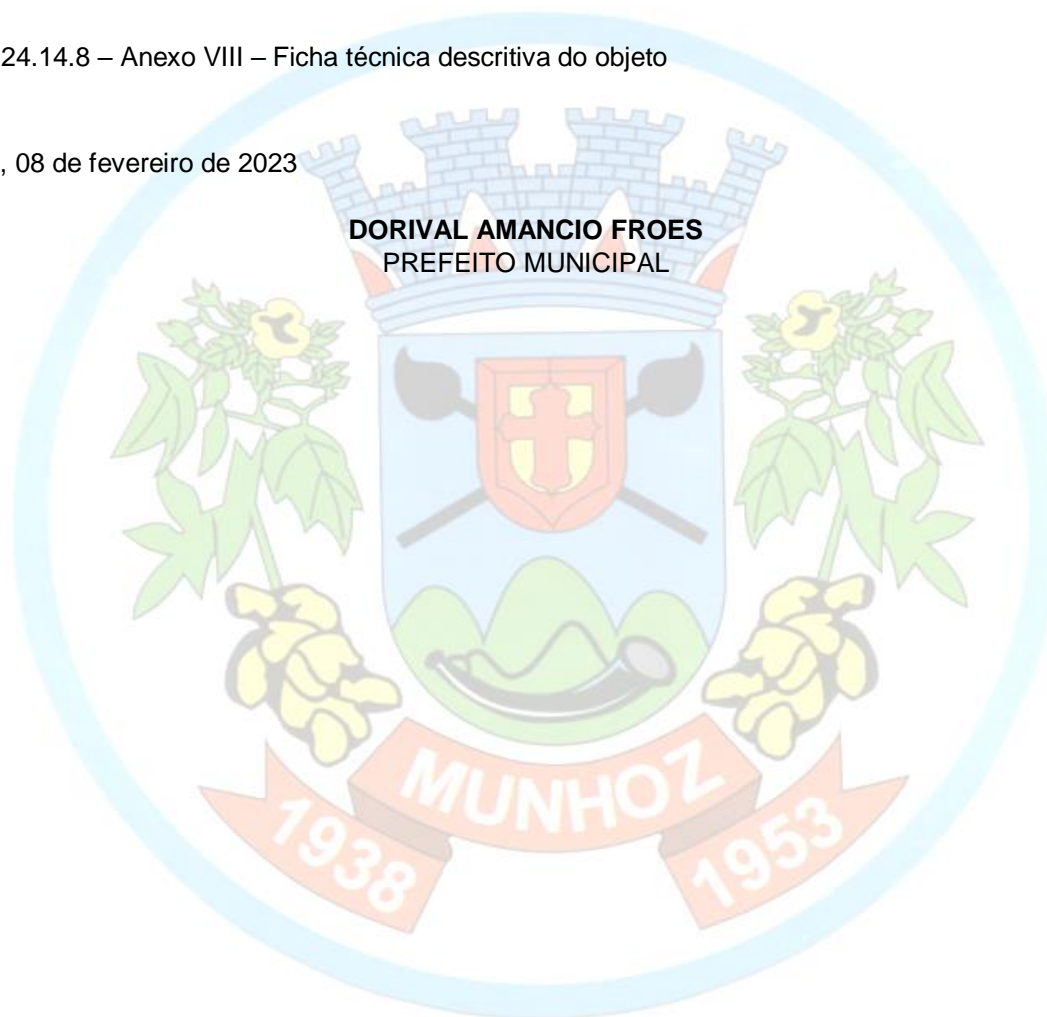 24.14.8 – Anexo VIII – Ficha técnica descritiva do objeto
, 08 de fevereiro de 2023
DORIVAL AMANCIO FROES
PREFEITO MUNICIPAL
MUNHOZ
1938
1953